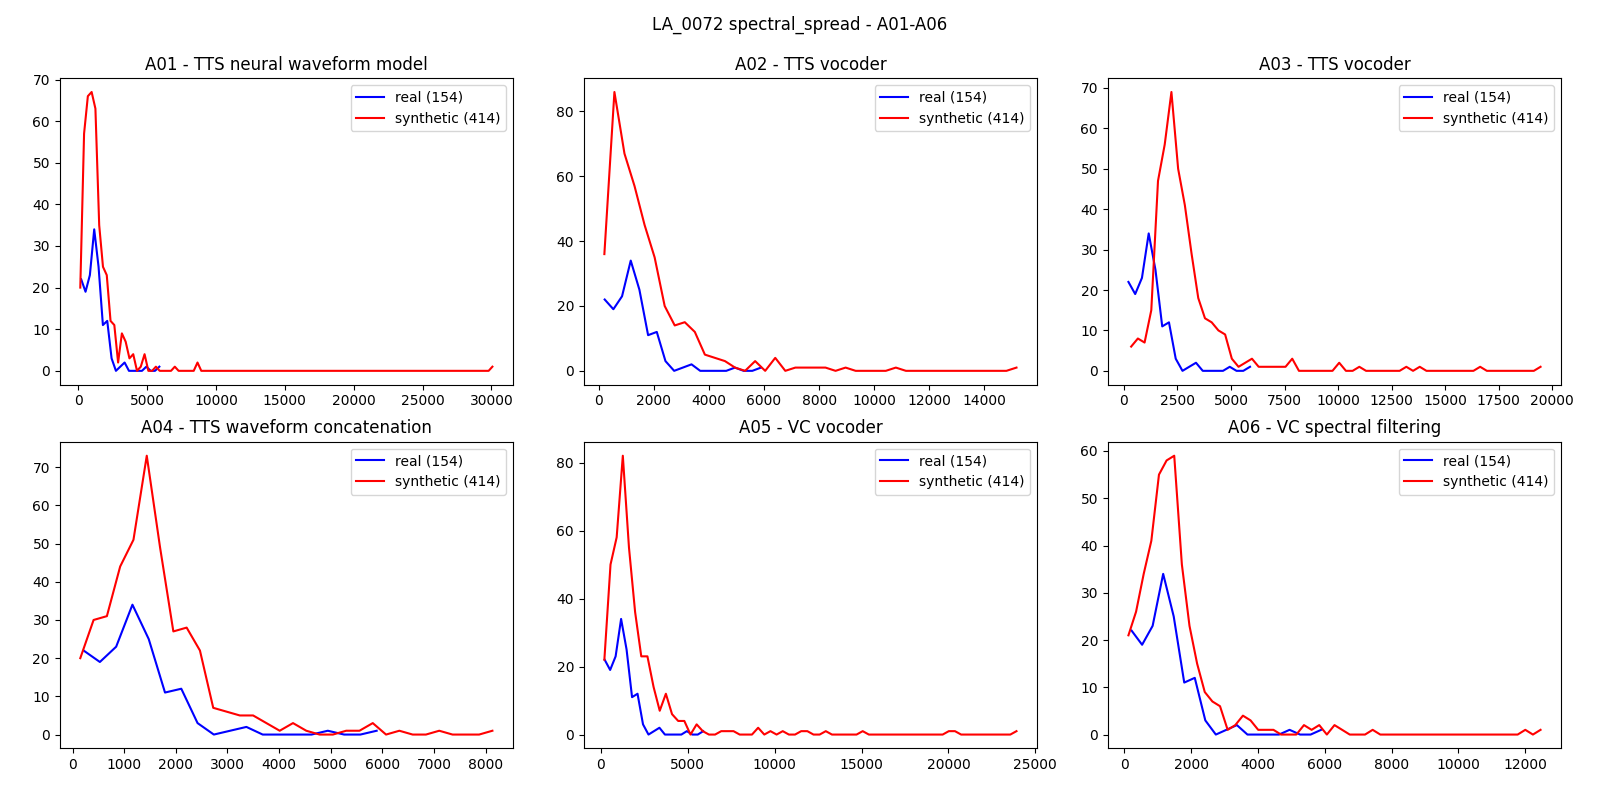 LA_0072 spectral_spread - A01-A06
A01 - TTS neural waveform model
70
60
50
40
30
20
10
0
0 5000 10000 15000 20000 25000 30000
real (154)
synthetic (414)
A02 - TTS vocoder
80
60
40
20
0
0 2000 4000 6000 8000 10000 12000 14000
real (154)
synthetic (414)
A03 - TTS vocoder
70
60
50
40
30
20
10
0
0 2500 5000 7500 10000 12500 15000 17500 20000
real (154)
synthetic (414)
A04 - TTS waveform concatenation
70
60
50
40
30
20
10
0
0 1000 2000 3000 4000 5000 6000 7000 8000
real (154)
synthetic (414)
A05 - VC vocoder
80
60
40
20
0
0 5000 10000 15000 20000 25000
real (154)
synthetic (414)
A06 - VC spectral filtering
60
50
40
30
20
10
0
0 2000 4000 6000 8000 10000 12000
real (154)
synthetic (414)